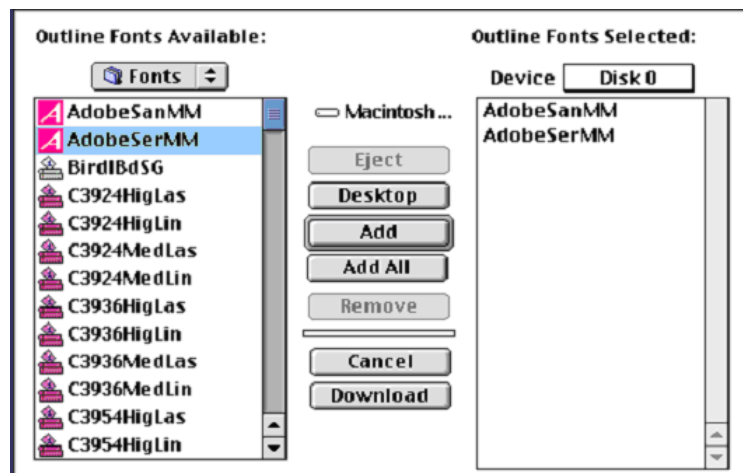 Outline Fonts Available:
Fonts
AdobeSanMM
AdobeSerMM
BirdlBdSG
C3924HigLas
C3924HigLin
C3924MedLas
C3924MedLin
C3936HigLas
C3936HigLin
C3936MedLas
C3936MedLin
C3954HigLas
C3954HigLin
Macintosh...
Eject
Desktop
Add
Add All
Remove
Cancel
Download
Outline Fonts Selected:
Device Disk 0
AdobeSanMM
AdobeSerMM